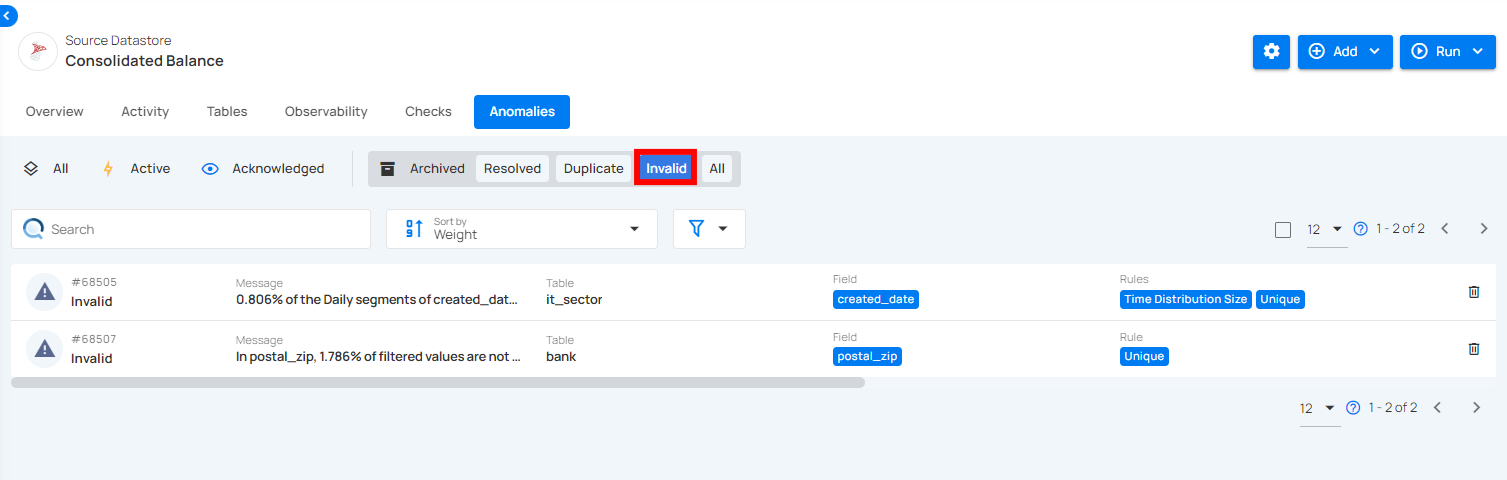 Source Datastore
Consolidated Balance
Add
Run
Overview Activity Tables Observability Checks Anomalies
All Active Acknowledged Archived Resolved Duplicate Invalid All
Search
Sort by
Weight
12 ? 1 - 2 of 2
#68505 Message Table Field Rules
Invalid 0.806% of the Daily segments of created_dat... it_sector created_date Time Distribution Size Unique
#68507 Message Table Field Rule
Invalid In postal_zip, 1.786% of filtered values are not ... bank postal_zip Unique
12 ? 1 - 2 of 2